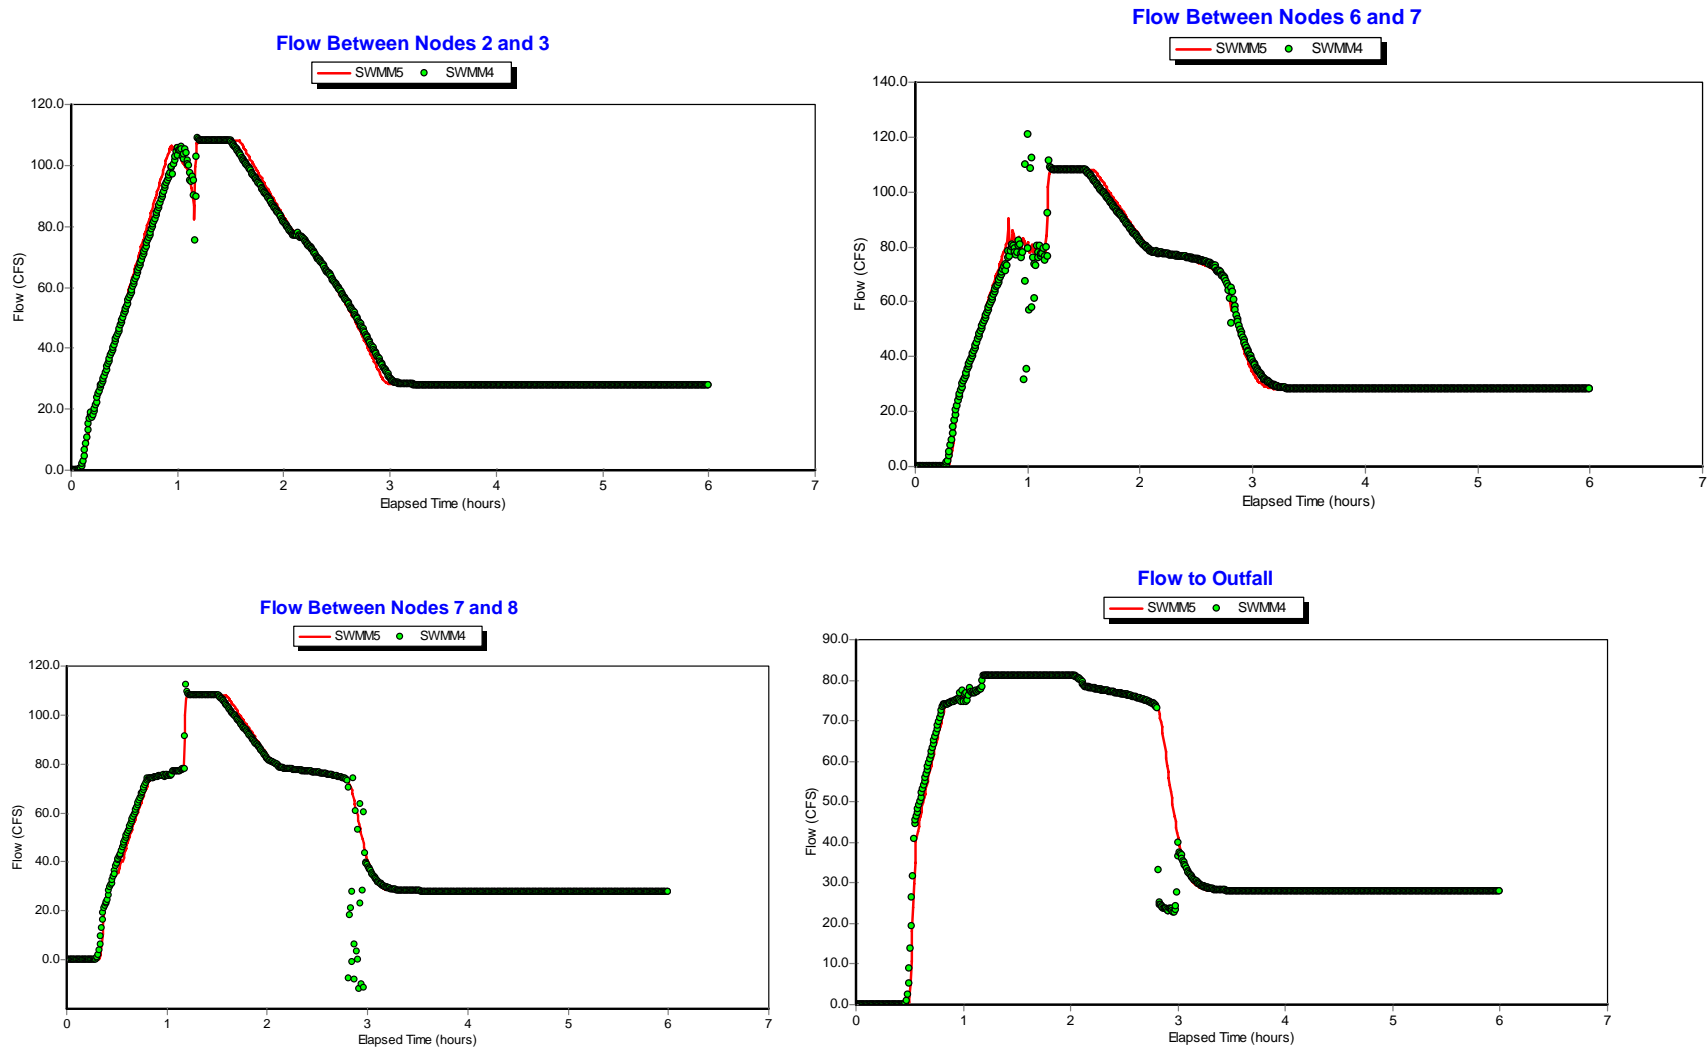 Flow Between Nodes 2 and 3
SWMM5 SWMM4
120.0
100.0
80.0
60.0
40.0
20.0
0.0
Flow (CFS)
0 1 2 3 4 5 6 7
Elapsed Time (hours)
Flow Between Nodes 6 and 7
SWMM5 SWMM4
140.0
120.0
100.0
80.0
60.0
40.0
20.0
0.0
Flow (CFS)
0 1 2 3 4 5 6 7
Elapsed Time (hours)
Flow Between Nodes 7 and 8
SWMM5 SWMM4
120.0
100.0
80.0
60.0
40.0
20.0
0.0
Flow (CFS)
0 1 2 3 4 5 6 7
Elapsed Time (hours)
Flow to Outfall
SWMM5 SWMM4
90.0
80.0
70.0
60.0
50.0
40.0
30.0
20.0
10.0
0.0
Flow (CFS)
0 1 2 3 4 5 6 7
Elapsed Time (hours)